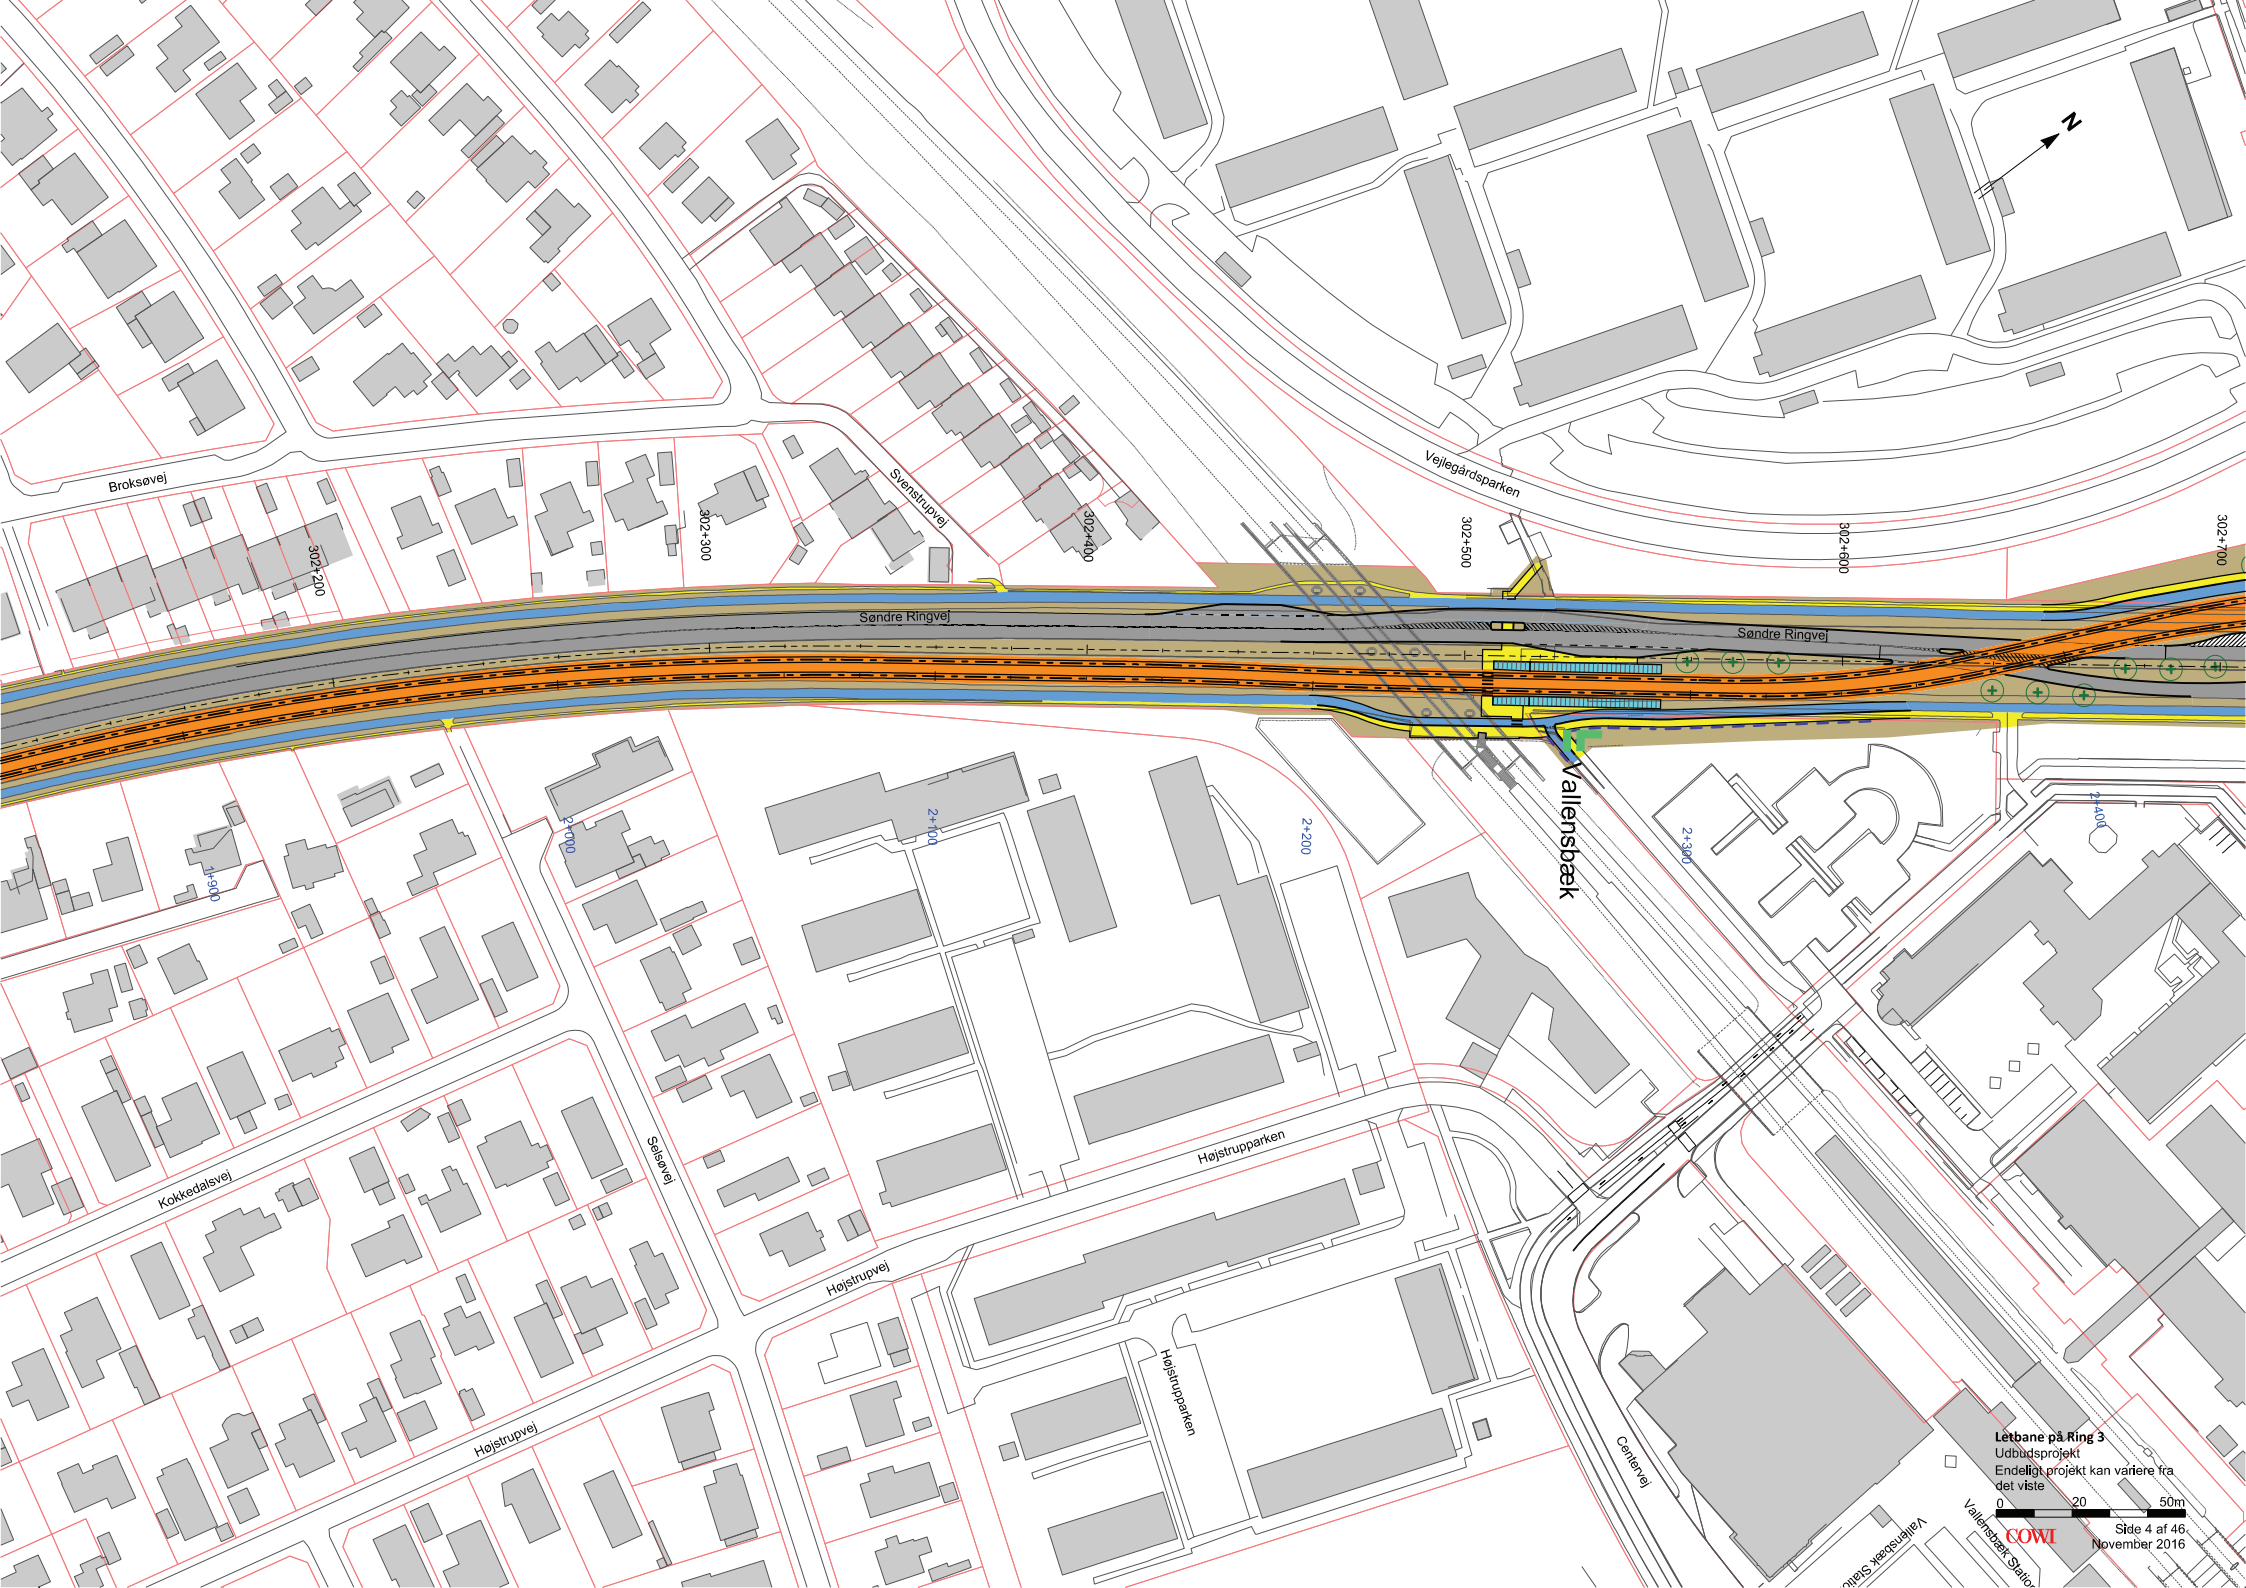 N
Vejlegårdsparken
Broksøvej
Svenstrupvej
302+200
302+300
302+400
302+500
302+600
302+700
Søndre Ringvej
Søndre Ringvej
Vallensbæk
1+900
2+000
2+100
2+200
2+300
2+400
Selsøvej
Kokkedalsvej
Højstrupparken
Højstrupvej
Højstrupparken
Højstrupvej
Centervej
Vallensbæk Station
Vallensbæk Station
Letbane på Ring 3
Udbudsprojekt
Endeligt projekt kan variere fra
det viste
0 20 50m
COWI
Side 4 af 46
November 2016